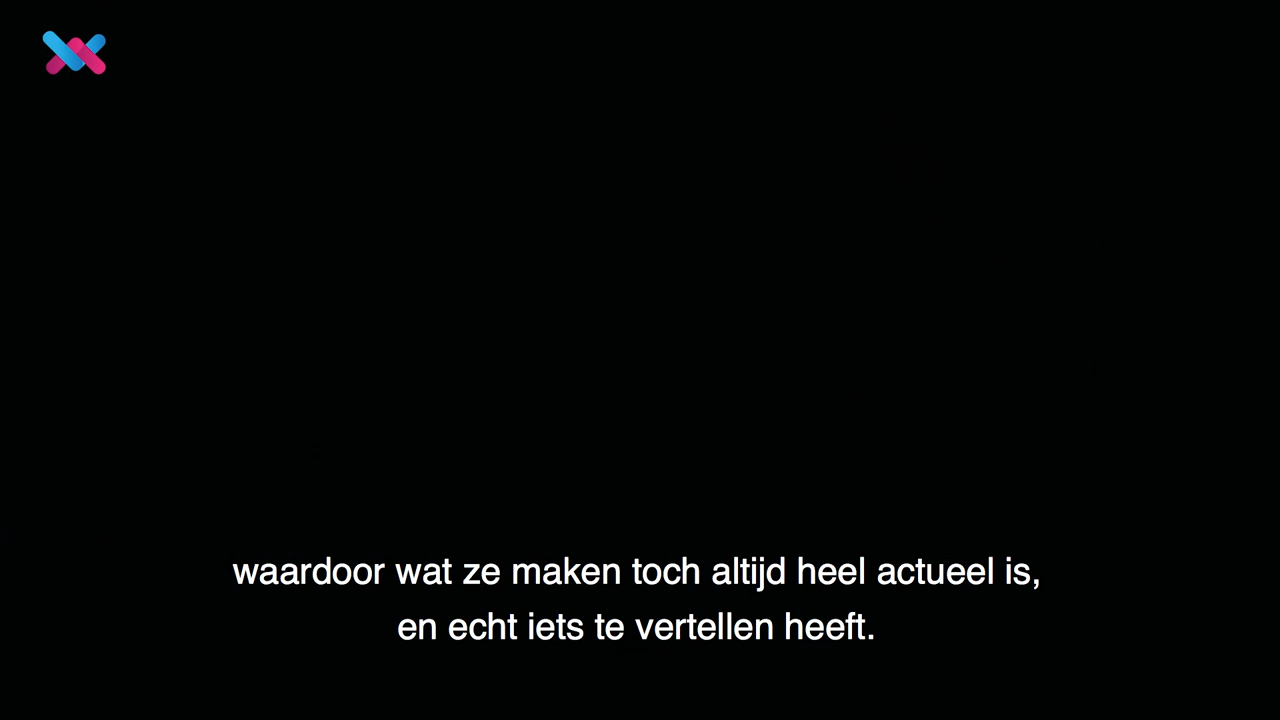 waardoor wat ze maken toch altijd heel actueel is,
en echt iets te vertellen heeft.